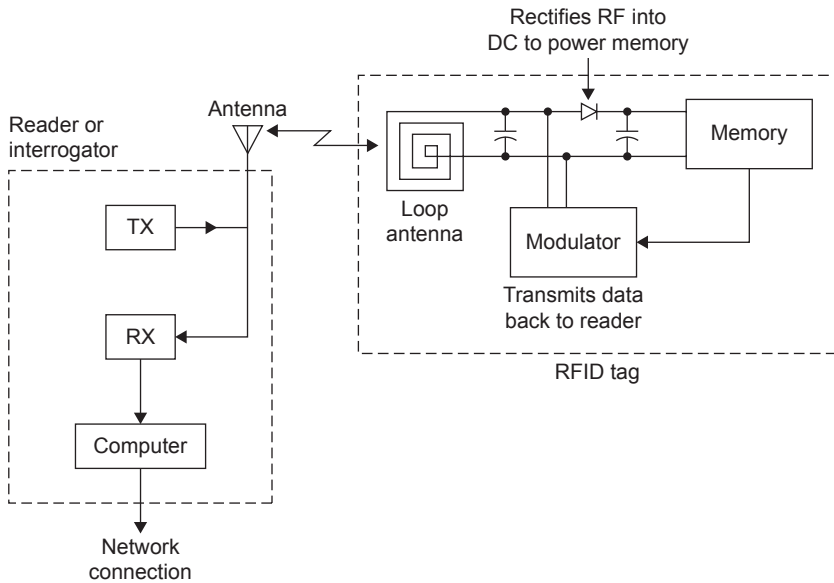 Rectifies RF into
DC to power memory
Antenna
Reader or
interrogator
Memory
TX
Loop
antenna
Modulator
Transmits data
back to reader
RX
RFID tag
Computer
Network
connection